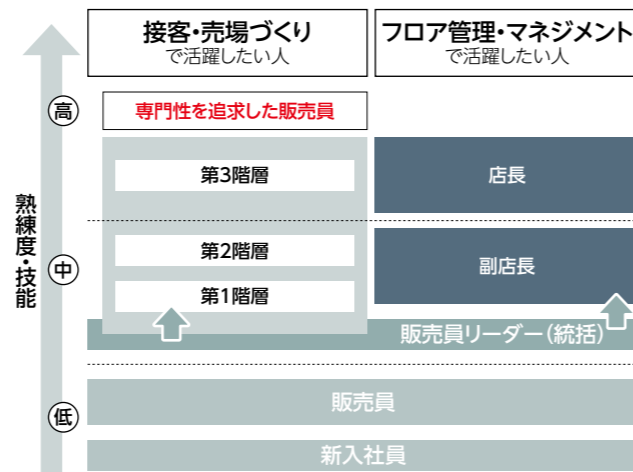 接客・売場づくり
で活躍したい人
フロア管理・マネジメント
で活躍したい人
高
専門性を追求した販売員
第3階層
店長
熟練度・技能
中
第2階層
副店長
第1階層
販売員リーダー(統括)
低
販売員
新入社員